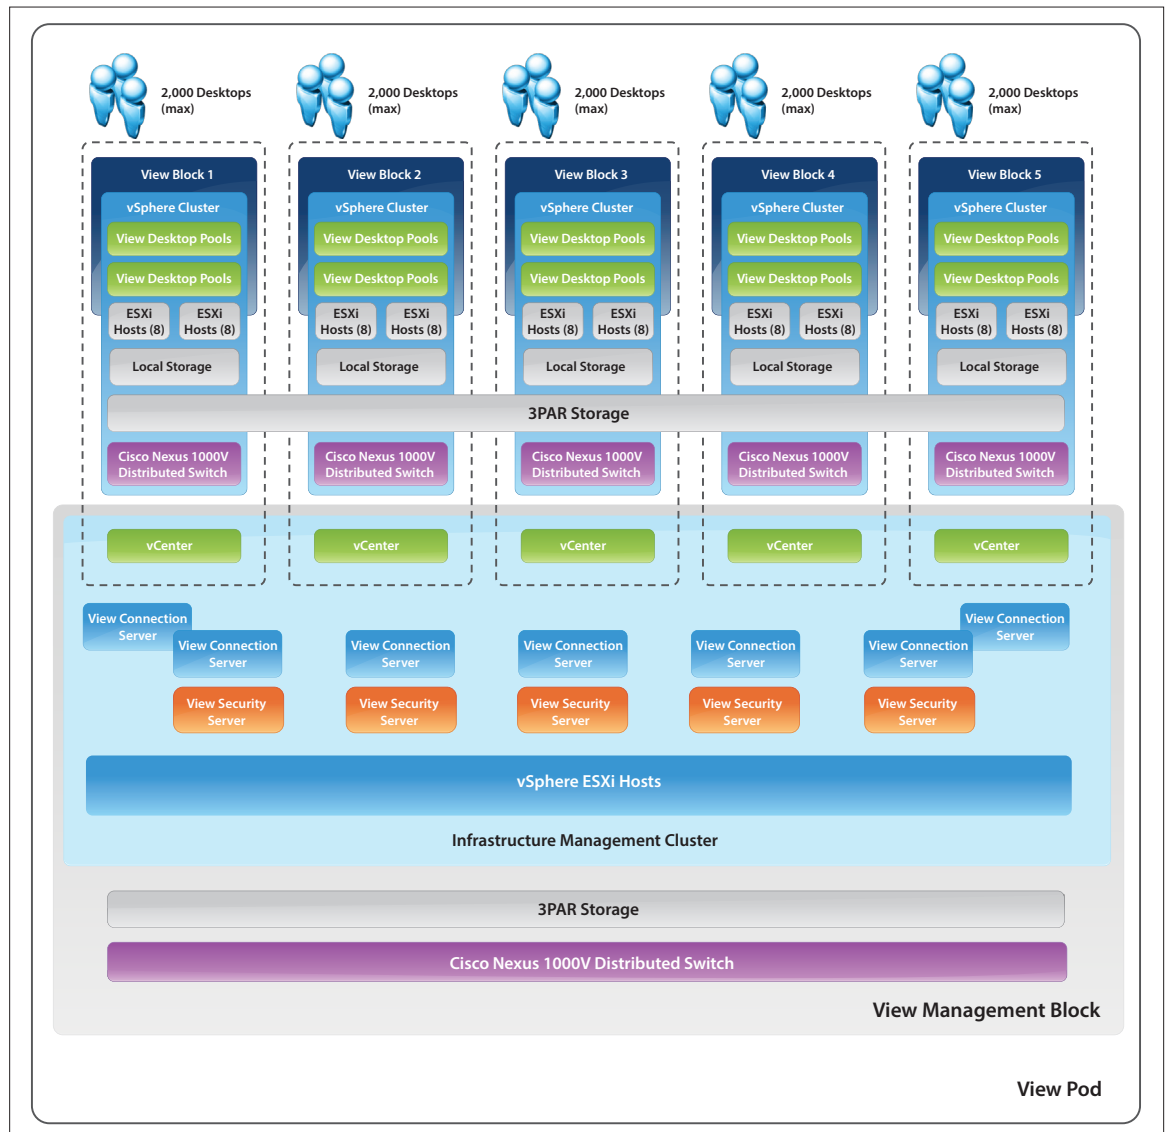 2,000 Desktops
(max)
2,000 Desktops
(max)
2,000 Desktops
(max)
2,000 Desktops
(max)
2,000 Desktops
(max)
View Block 1
vSphere Cluster
View Desktop Pools
View Desktop Pools
ESXi
Hosts (8)
ESXi
Hosts (8)
Local Storage
View Block 2
vSphere Cluster
View Desktop Pools
View Desktop Pools
ESXi
Hosts (8)
ESXi
Hosts (8)
Local Storage
View Block 3
vSphere Cluster
View Desktop Pools
View Desktop Pools
ESXi
Hosts (8)
ESXi
Hosts (8)
Local Storage
View Block 4
vSphere Cluster
View Desktop Pools
View Desktop Pools
ESXi
Hosts (8)
ESXi
Hosts (8)
Local Storage
View Block 5
vSphere Cluster
View Desktop Pools
View Desktop Pools
ESXi
Hosts (8)
ESXi
Hosts (8)
Local Storage
3PAR Storage
Cisco Nexus 1000V
Distributed Switch
Cisco Nexus 1000V
Distributed Switch
Cisco Nexus 1000V
Distributed Switch
Cisco Nexus 1000V
Distributed Switch
Cisco Nexus 1000V
Distributed Switch
vCenter
vCenter
vCenter
vCenter
vCenter
View Connection
Server
View Connection
Server
View Connection
Server
View Connection
Server
View Connection
Server
View Connection
Server
View Connection
Server
View Security
Server
View Security
Server
View Security
Server
View Security
Server
View Security
Server
vSphere ESXi Hosts
Infrastructure Management Cluster
3PAR Storage
Cisco Nexus 1000V Distributed Switch
View Management Block
View Pod